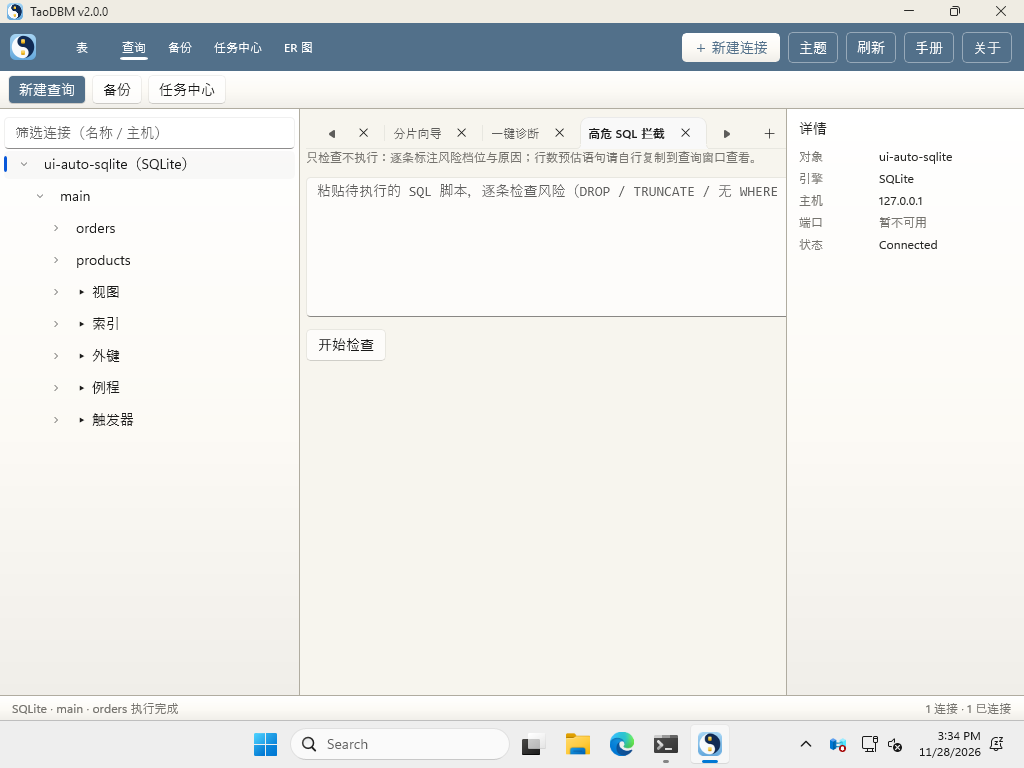 TaoDBM v2.0.0
表
查询
备份
任务中心
ER 图
+ 新建连接
主题
刷新
手册
关于
新建查询
备份
任务中心
筛选连接（名称 / 主机）
ui-auto-sqlite（SQLite）
main
orders
products
视图
索引
外键
例程
触发器
分片向导
一键诊断
高危 SQL 拦截
只检查不执行：逐条标注风险档位与原因；行数预估语句请自行复制到查询窗口查看。
粘贴待执行的 SQL 脚本，逐条检查风险（DROP / TRUNCATE / 无 WHERE
开始检查
详情
对象 ui-auto-sqlite
引擎 SQLite
主机 127.0.0.1
端口 暂不可用
状态 Connected
SQLite · main · orders 执行完成
1 连接 · 1 已连接
Search
3:34 PM
11/28/2026